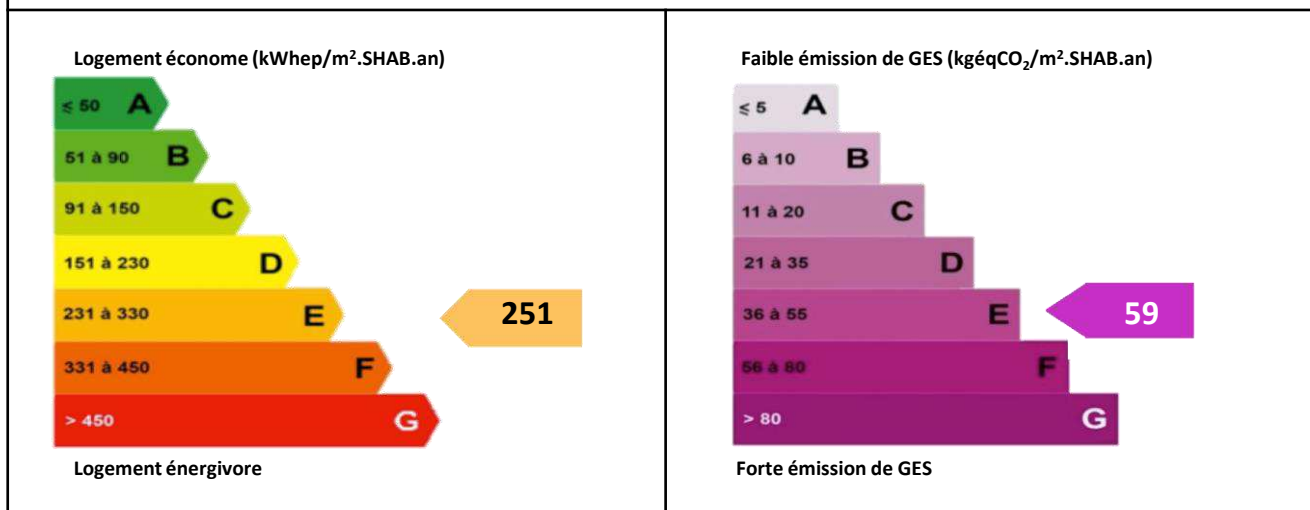 Logement économe (kWhep/m².SHAB.an)
≤ 50 A
51 à 90 B
91 à 150 C
151 à 230 D
231 à 330 E
251
331 à 450 F
> 450 G
Logement énergivore
Faible émission de GES (kgéqCO₂/m².SHAB.an)
≤ 5 A
6 à 10 B
11 à 20 C
21 à 35 D
36 à 55 E
59
56 à 80 F
> 80 G
Forte émission de GES